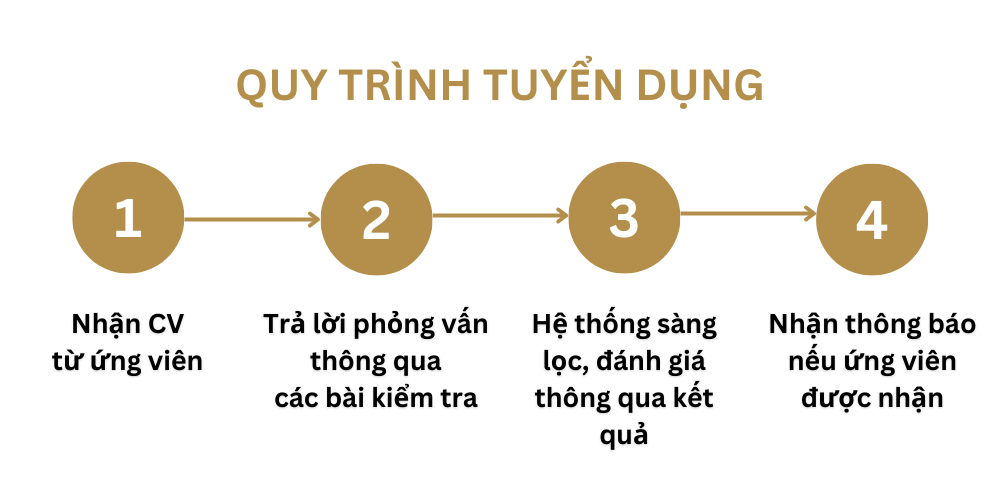 QUY TRÌNH TUYỂN DỤNG
1
2
3
4
Nhận CV
từ ứng viên
Trả lời phỏng vấn
thông qua
các bài kiểm tra
Hệ thống sàng
lọc, đánh giá
thông qua kết
quả
Nhận thông báo
nếu ứng viên
được nhận